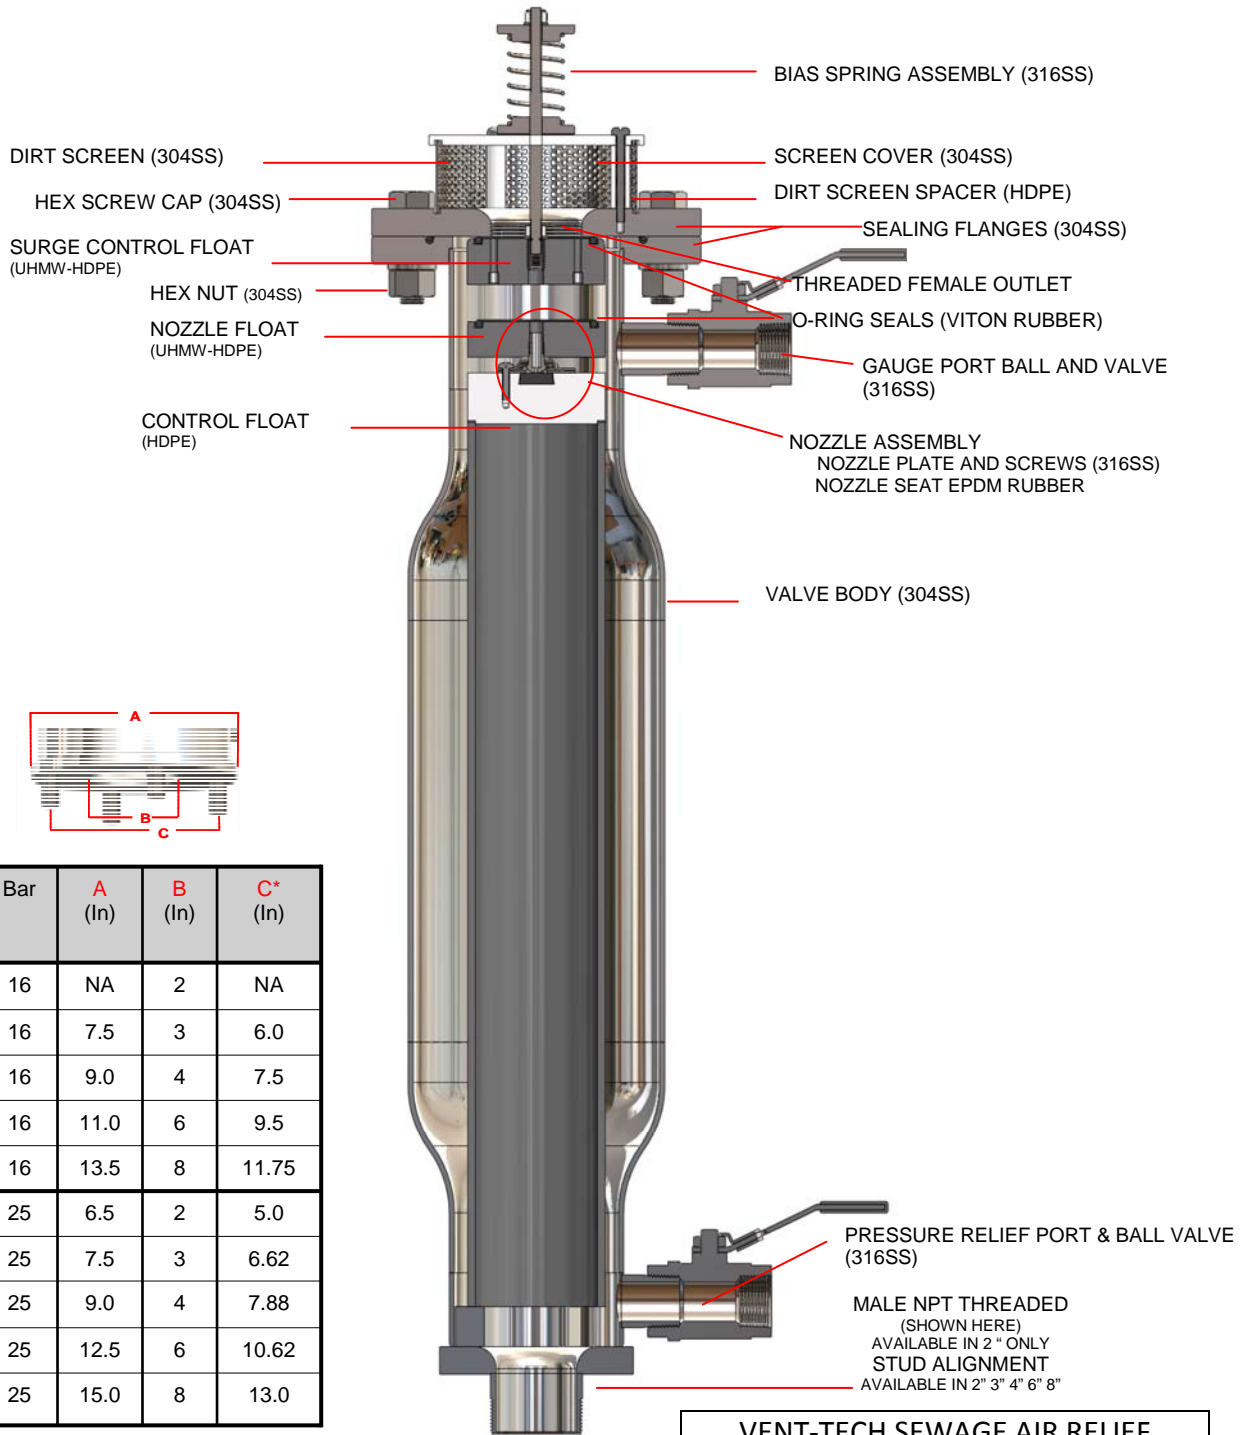 BIAS SPRING ASSEMBLY (316SS)
DIRT SCREEN (304SS)
SCREEN COVER (304SS)
HEX SCREW CAP (304SS)
DIRT SCREEN SPACER (HDPE)
SEALING FLANGES (304SS)
SURGE CONTROL FLOAT
(UHMW-HDPE)
THREADED FEMALE OUTLET
HEX NUT (304SS)
O-RING SEALS (VITON RUBBER)
NOZZLE FLOAT
(UHMW-HDPE)
GAUGE PORT BALL AND VALVE
(316SS)
CONTROL FLOAT
(HDPE)
NOZZLE ASSEMBLY
NOZZLE PLATE AND SCREWS (316SS)
NOZZLE SEAT EPDM RUBBER
VALVE BODY (304SS)
A
B
C
Bar A (In) B (In) C* (In)
16 NA 2 NA
16 7.5 3 6.0
16 9.0 4 7.5
16 11.0 6 9.5
16 13.5 8 11.75
25 6.5 2 5.0
25 7.5 3 6.62
25 9.0 4 7.88
25 12.5 6 10.62
25 15.0 8 13.0
PRESSURE RELIEF PORT & BALL VALVE
(316SS)
MALE NPT THREADED
(SHOWN HERE)
AVAILABLE IN 2 “ ONLY
STUD ALIGNMENT
AVAILABLE IN 2” 3” 4” 6” 8”
VENT-TECH SEWAGE AIR RELIEF